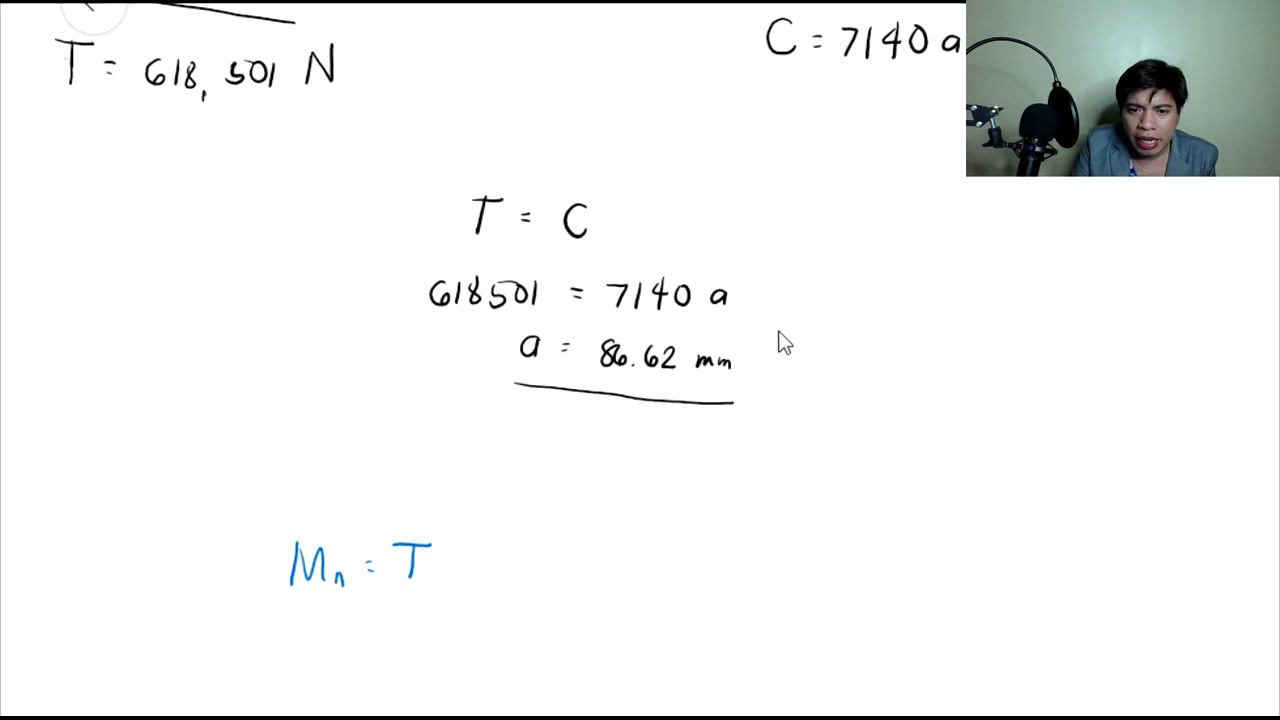 T = 618,501 N
C = 7140 a
T = C
618501 = 7140 a
a = 86.62 mm
Mn = T